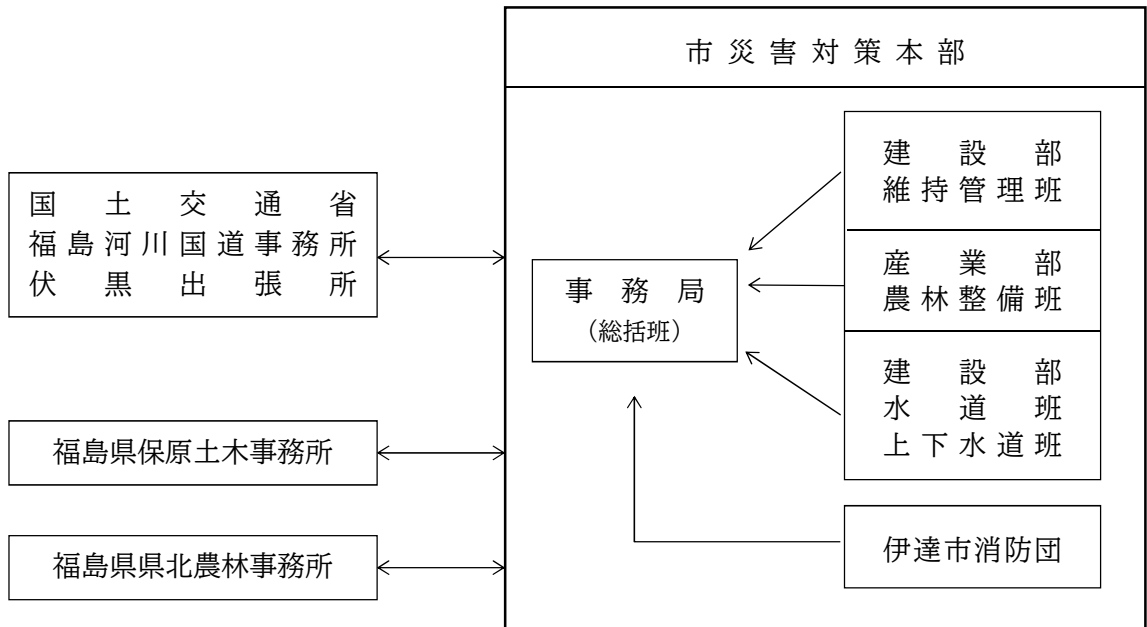 市災害対策本部
国土交通省
福島河川国道事務所
伏黒出張所
福島県保原土木事務所
福島県県北農林事務所
事務局
（総括班）
建設部
維持管理班
産業部
農林整備班
建設部
水道班
上下水道班
伊達市消防団